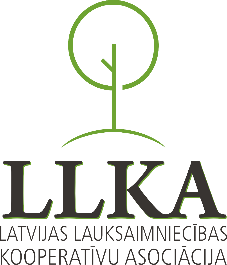 LLKA
LATVIJAS LAUKSAIMNIECĪBAS
KOOPERATĪVU ASOCIĀCIJA